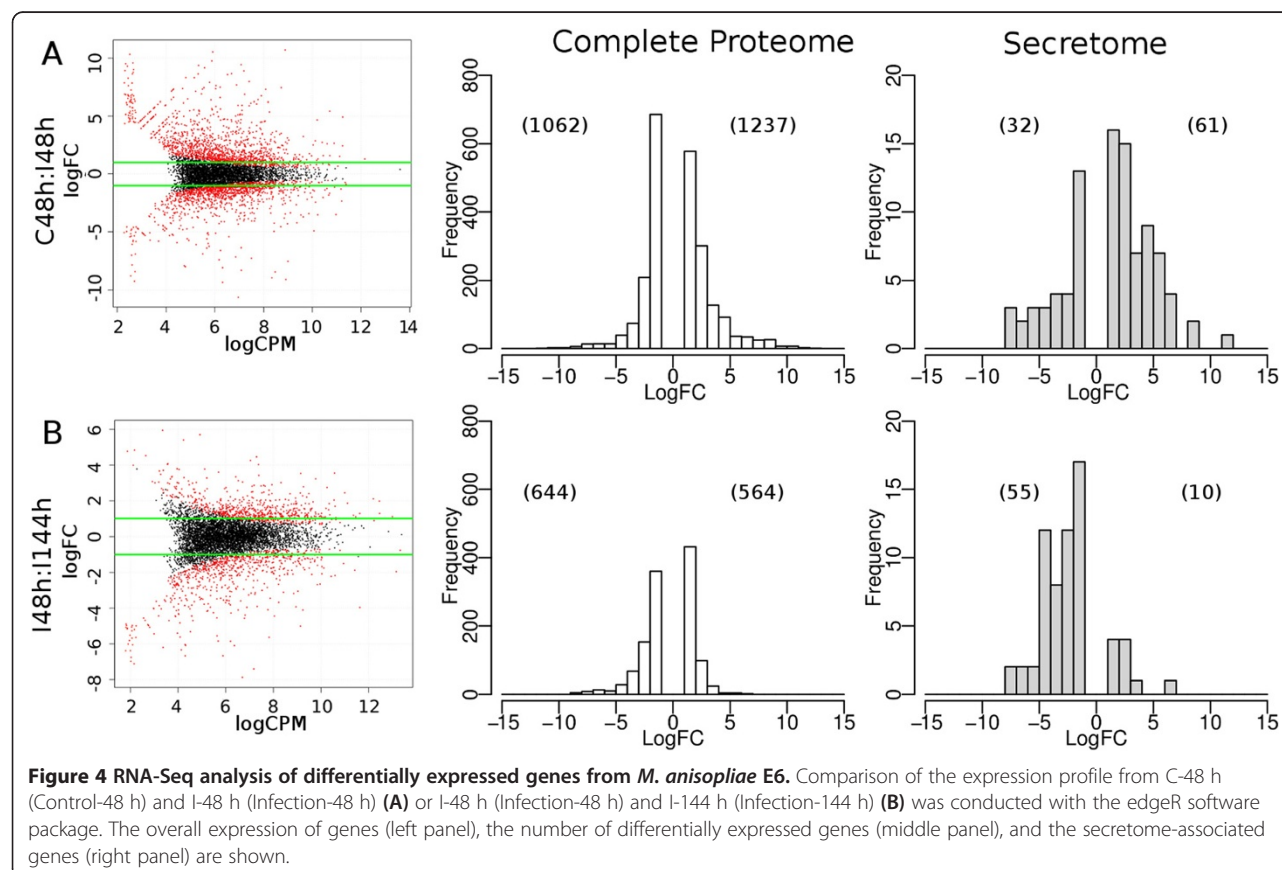 A
C48h:I48h
logFC
10
5
0
-5
-10
2 4 6 8 10 12 14
logCPM
Complete Proteome
Frequency
800
600
400
200
0
(1062) (1237)
−15 −10 −5 0 5 10 15
LogFC
Secretome
Frequency
20
15
10
5
0
(32) (61)
−15 −10 −5 0 5 10 15
LogFC
B
I48h:I144h
logFC
6
4
2
0
-2
-4
-6
-8
2 4 6 8 10 12
logCPM
Frequency
800
600
400
200
0
(644) (564)
−15 −10 −5 0 5 10 15
LogFC
Frequency
20
15
10
5
0
(55) (10)
−15 −10 −5 0 5 10 15
LogFC
Figure 4 RNA-Seq analysis of differentially expressed genes from M. anisopliae E6. Comparison of the expression profile from C-48 h
(Control-48 h) and I-48 h (Infection-48 h) (A) or I-48 h (Infection-48 h) and I-144 h (Infection-144 h) (B) was conducted with the edgeR software
package. The overall expression of genes (left panel), the number of differentially expressed genes (middle panel), and the secretome-associated
genes (right panel) are shown.